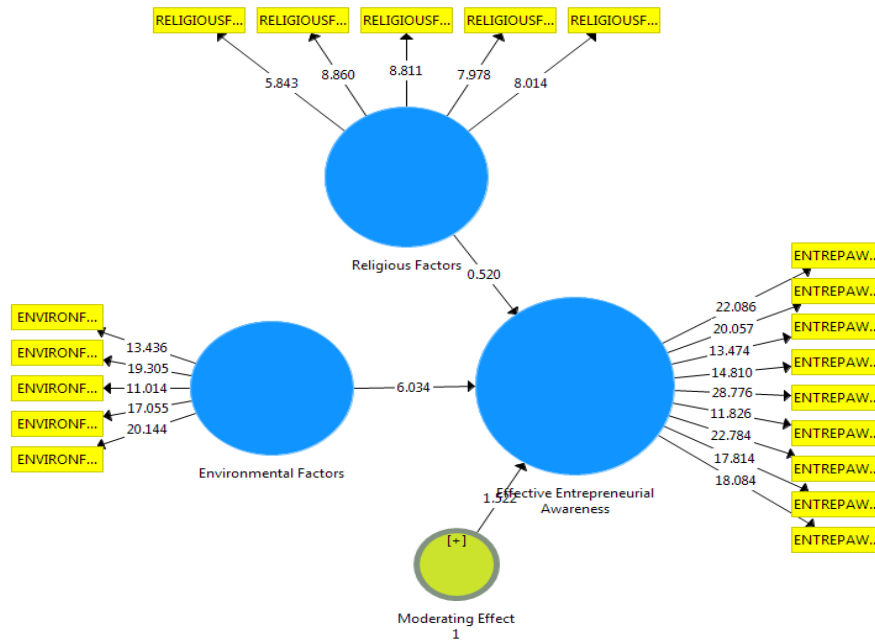 RELIGIOUSF... RELIGIOUSF... RELIGIOUSF... RELIGIOUSF... RELIGIOUSF...
5.843 8.860 8.811 7.978 8.014
Religious Factors
0.520
ENVIRONF...
ENVIRONF...
ENVIRONF...
ENVIRONF...
ENVIRONF...
13.436
19.305
11.014
17.055
20.144
Environmental Factors
6.034
ENTREPAW...
ENTREPAW...
ENTREPAW...
ENTREPAW...
ENTREPAW...
ENTREPAW...
ENTREPAW...
ENTREPAW...
ENTREPAW...
22.086
20.057
13.474
14.810
28.776
11.826
22.784
17.814
18.084
Effective Entrepreneurial
Awareness
1.522
[+]
Moderating Effect
1